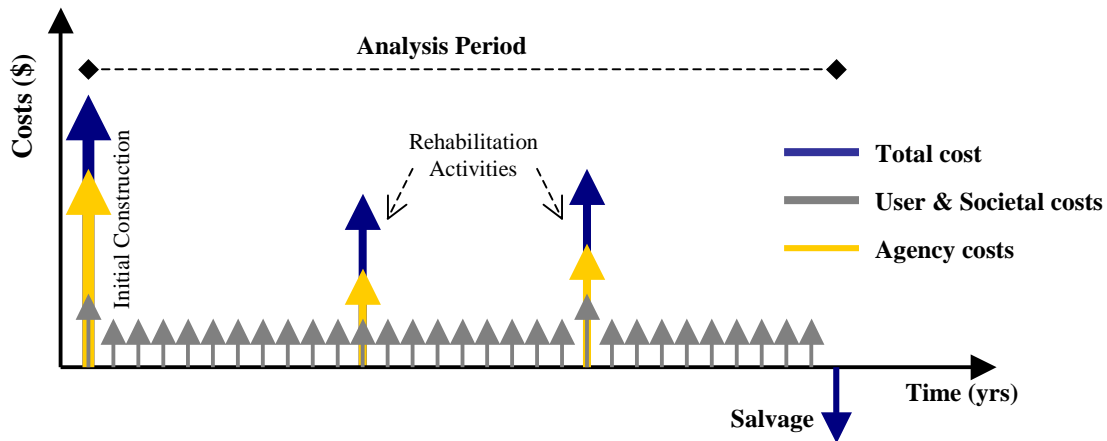 Costs ($)
Analysis Period
Initial Construction
Rehabilitation
Activities
Total cost
User & Societal costs
Agency costs
Time (yrs)
Salvage